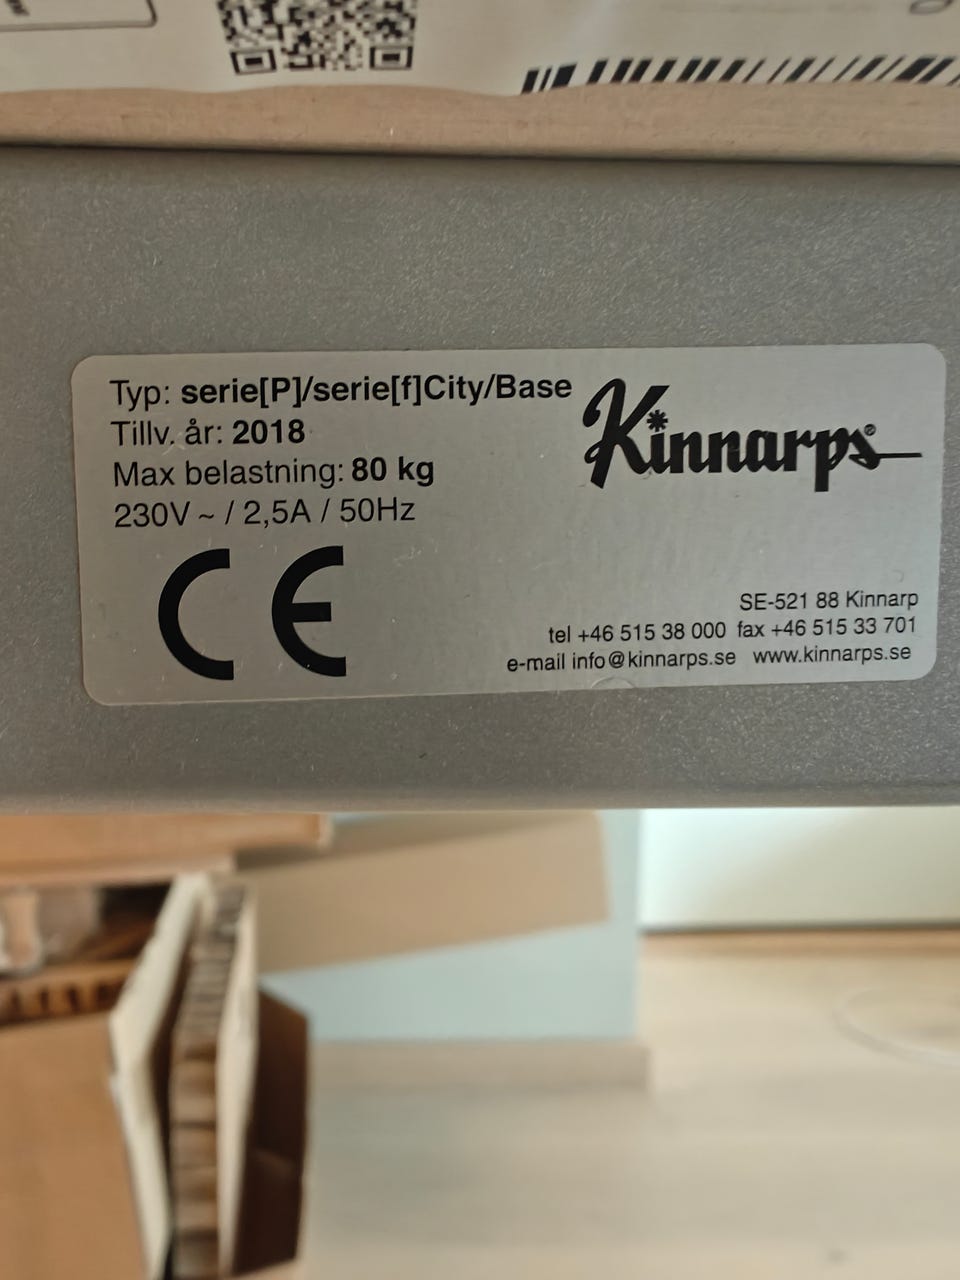 Typ: serie[P]/serie[f]City/Base
Tillv. år: 2018
Max belastning: 80 kg
230V ~ / 2,5A / 50Hz
CE
Kinnarps®
SE-521 88 Kinnarp
tel +46 515 38 000 fax +46 515 33 701
e-mail info@kinnarps.se www.kinnarps.se